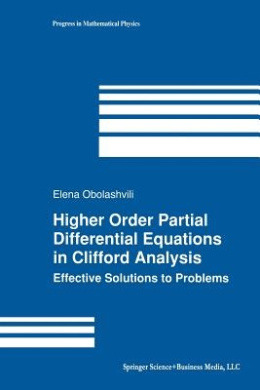 Progress in Mathematical Physics
Elena Obolashvili
Higher Order Partial
Differential Equations
in Clifford Analysis
Effective Solutions to Problems
Springer Science+Business Media, LLC